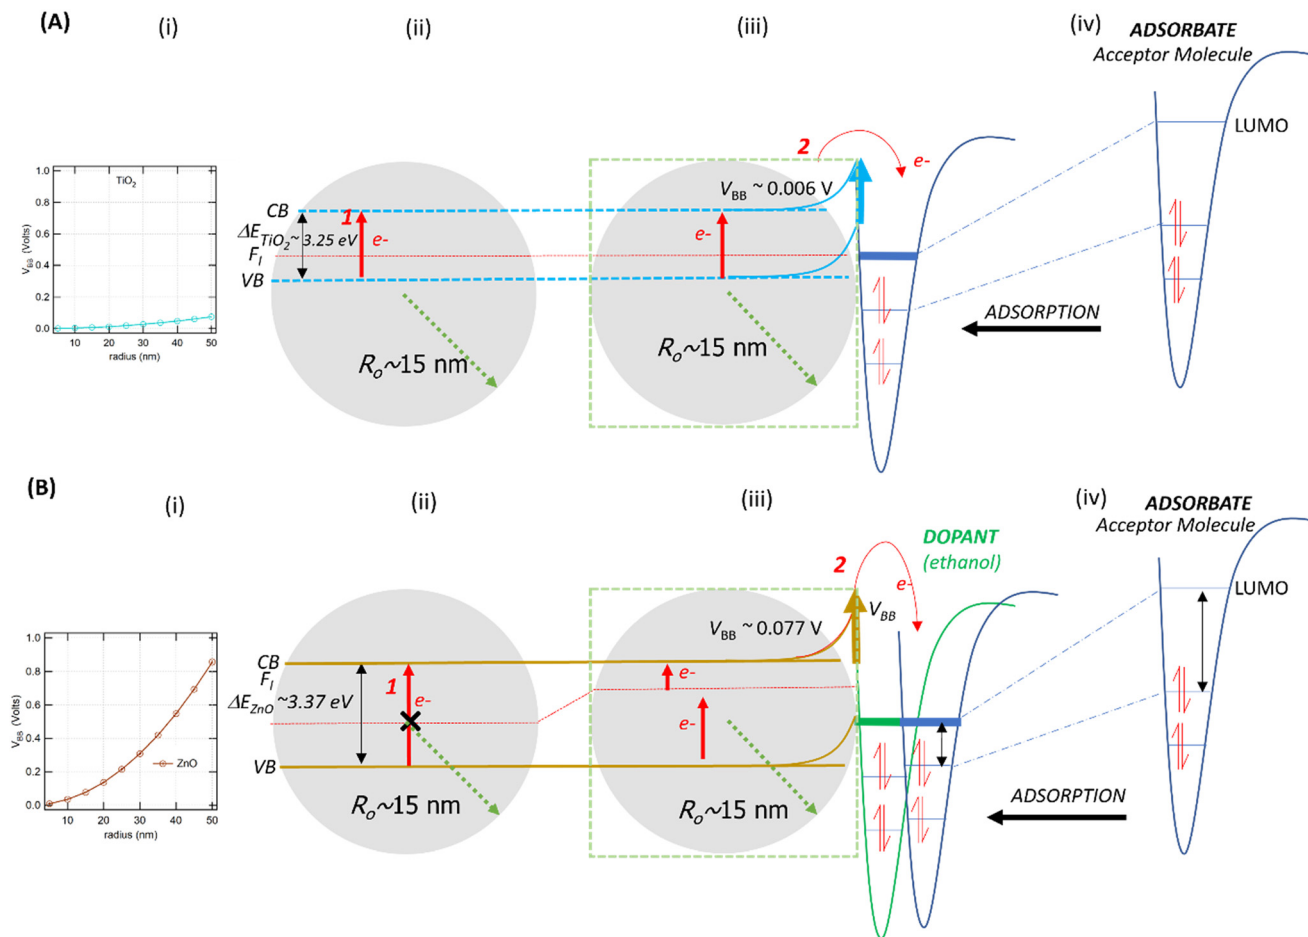 (A)
(i)
(ii)
(iii)
(iv)
ADSORBATE
Acceptor Molecule
LUMO
TiO2
1.0
0.8
0.6
0.4
0.2
0.0
VBB (Volts)
10 20 30 40 50
radius (nm)
CB
ΔE TiO2~ 3.25 eV
FI
VB
1
e-
Ro~15 nm
VBB ~ 0.006 V
2
e-
e-
Ro~15 nm
ADSORPTION
(B)
(i)
(ii)
(iii)
(iv)
ADSORBATE
Acceptor Molecule
LUMO
DOPANT
(ethanol)
1.0
0.8
0.6
0.4
0.2
0.0
VBB (Volts)
ZnO
10 20 30 40 50
radius (nm)
CB
FI
ΔEZnO ~3.37 eV
VB
1
e-
Ro~15 nm
VBB ~ 0.077 V
2
e-
VBB
e-
e-
Ro~15 nm
ADSORPTION